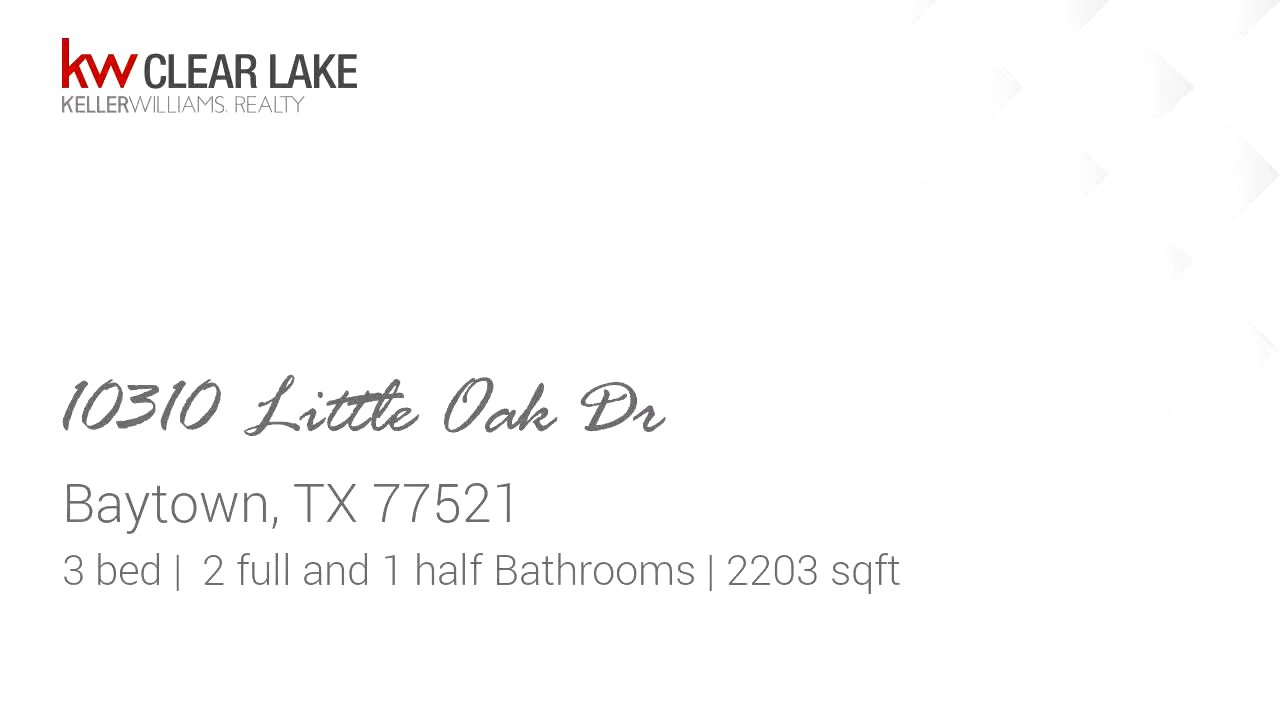 kw CLEAR LAKE
KELLERWILLIAMS. REALTY
10310 Little Oak Dr
Baytown, TX 77521
3 bed | 2 full and 1 half Bathrooms | 2203 sqft